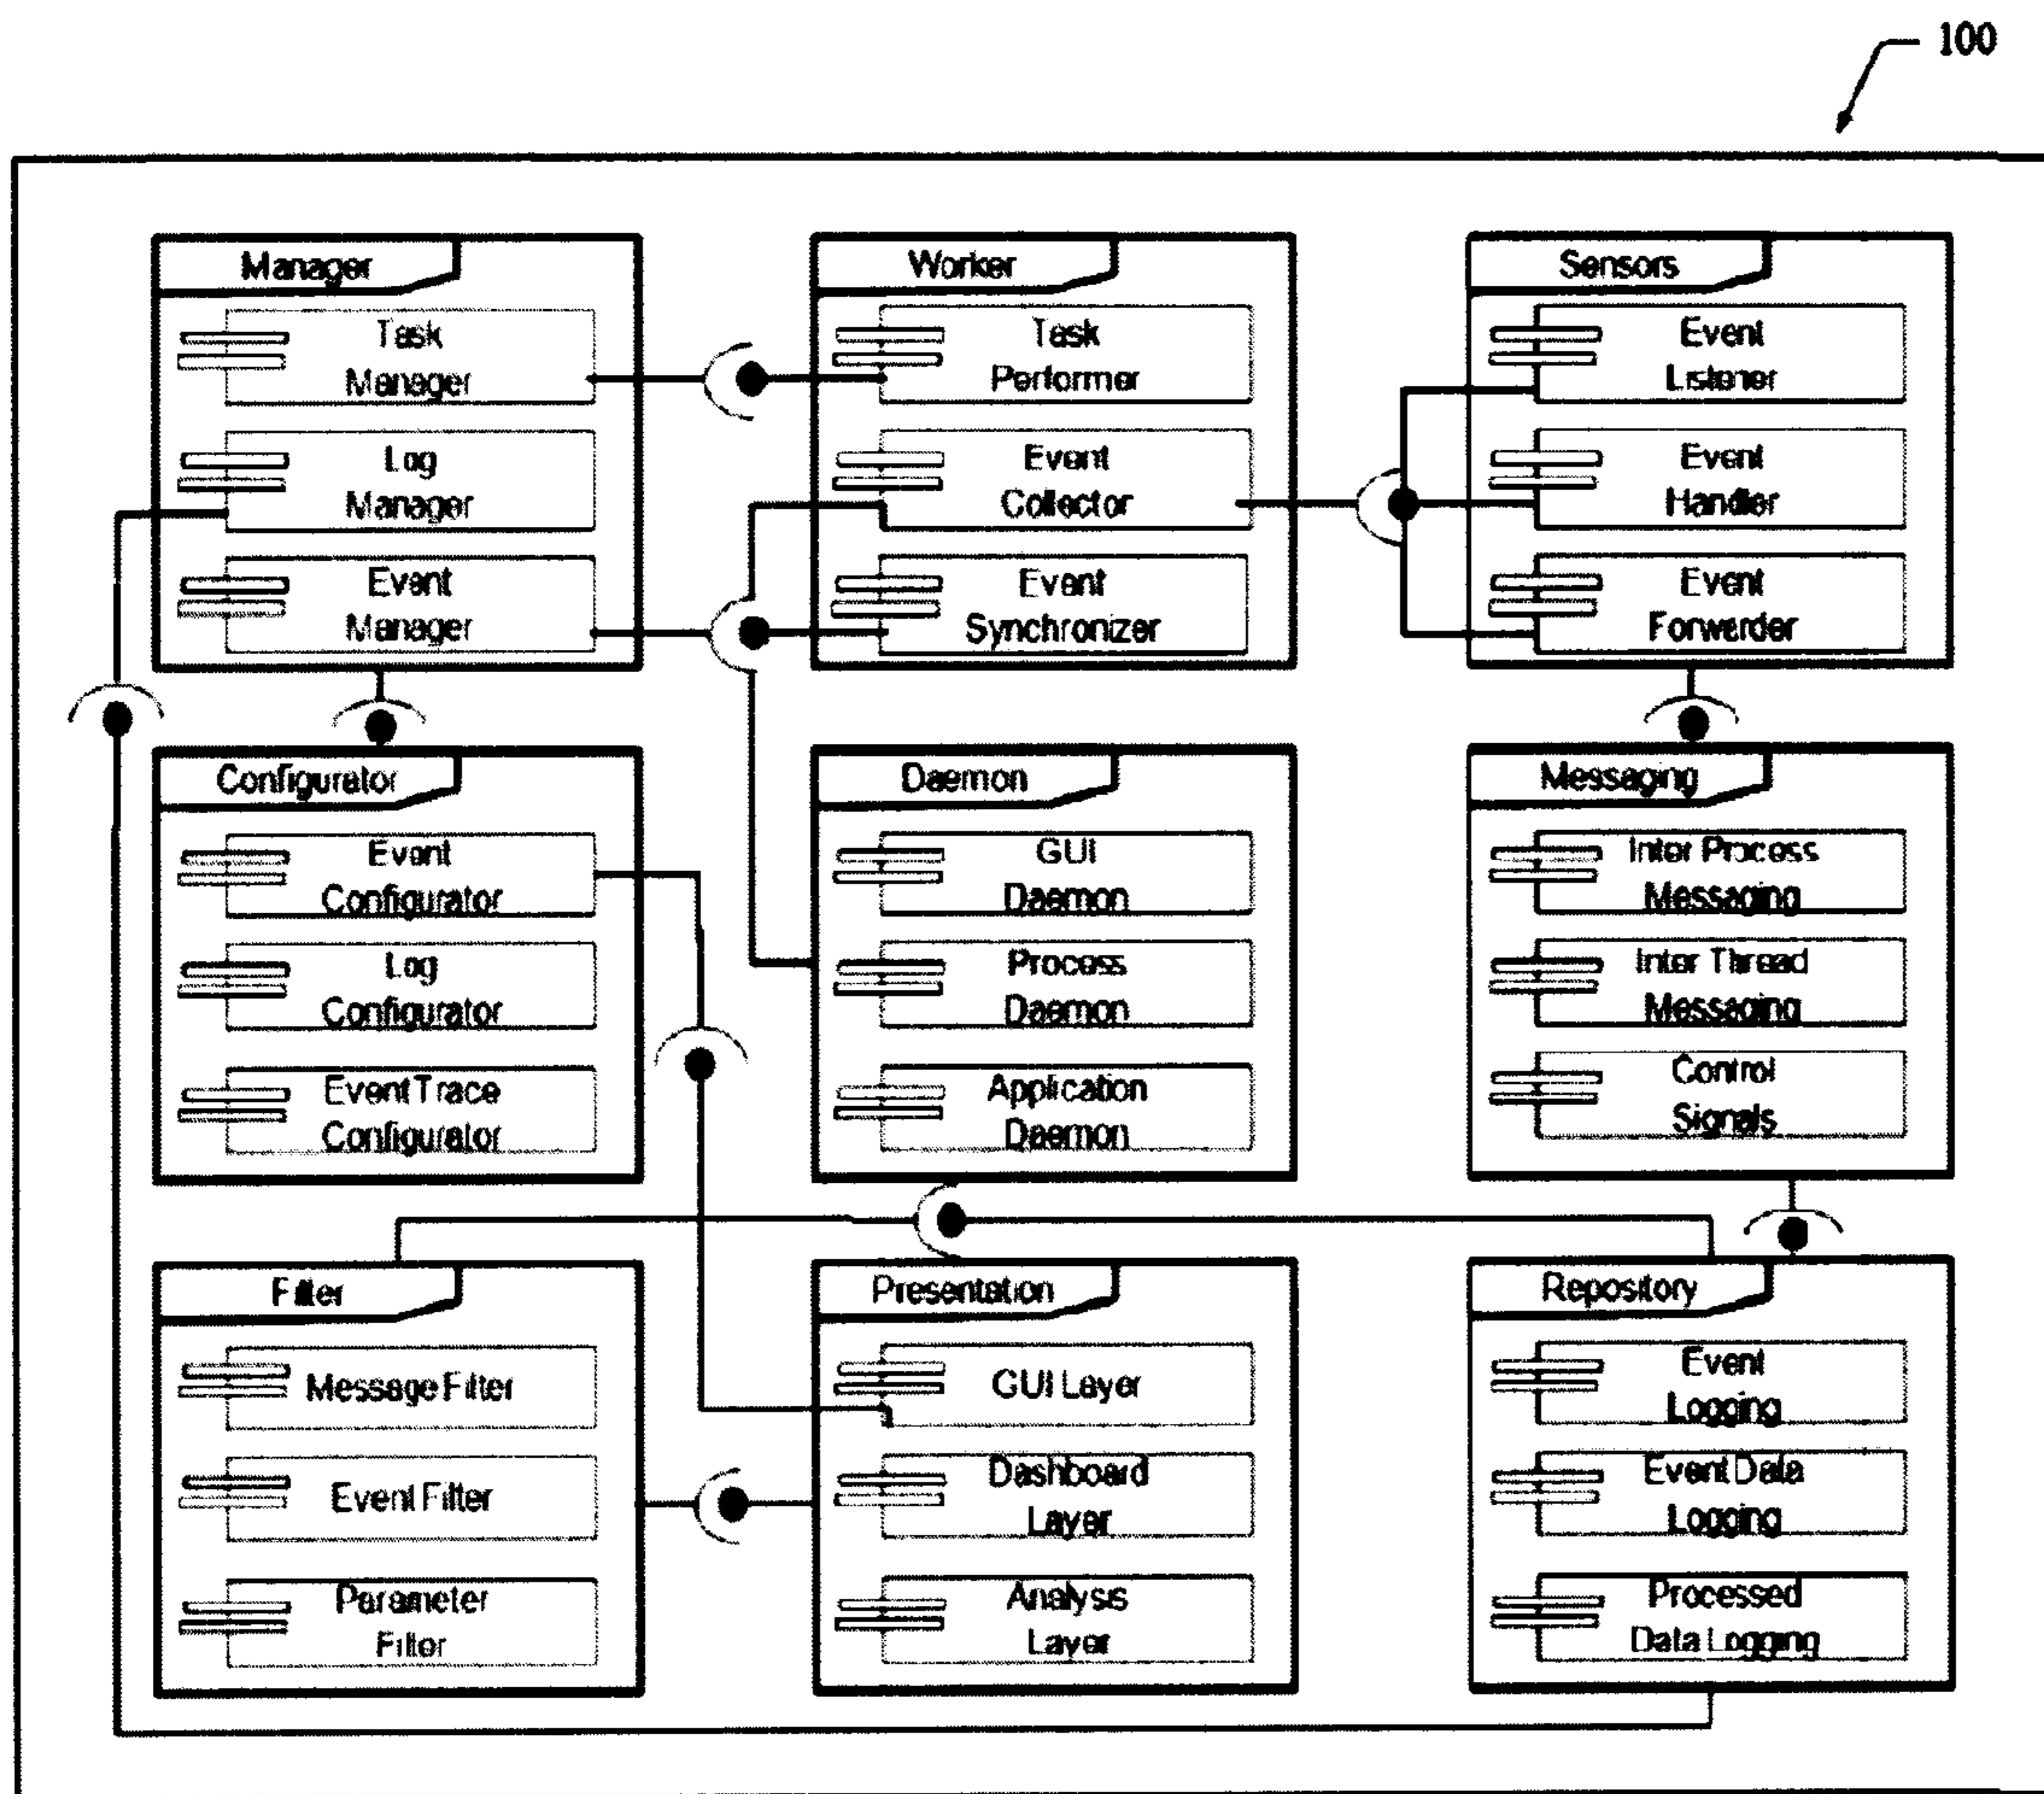 100
Manager
Task
Manager
Log
Manager
Event
Manager
Worker
Task
Performer
Event
Collector
Event
Synchronizer
Sensors
Event
Listener
Event
Handler
Event
Forwarder
Configurator
Event
Configurator
Log
Configurator
Event Trace
Configurator
Daemon
GUI
Daemon
Process
Daemon
Application
Daemon
Messaging
Inter Process
Messaging
Inter Thread
Messaging
Control
Signals
Filter
Message Filter
Event Filter
Parameter
Filter
Presentation
GUI Layer
Dashboard
Layer
Analysis
Layer
Repository
Event
Logging
Event Data
Logging
Processed
Data Logging